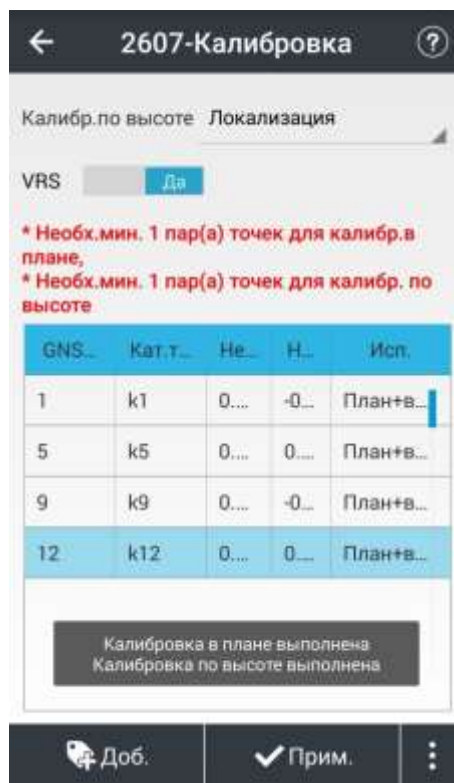 2607-Калибровка
Калибр.по высоте Локализация
VRS Да
* Необх.мин. 1 пар(а) точек для калибр.в
плане,
* Необх.мин. 1 пар(а) точек для калибр. по
высоте
GNS... Кат.т... Не... Н... Исп.
1 k1 0.... -0... План+в...
5 k5 0.... 0.... План+в...
9 k9 0.... -0... План+в...
12 k12 0.... 0.... План+в...
Калибровка в плане выполнена
Калибровка по высоте выполнена
Доб. Прим.